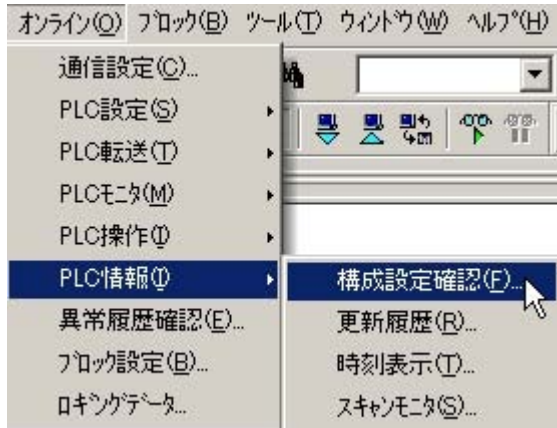 オンライン(O) ブロック(B) ツール(T) ウィンドウ(W) ヘルプ(H)
通信設定(C)...
PLC設定(S)
PLC転送(T)
PLCモニタ(M)
PLC操作(I)
PLC情報(I)
異常履歴確認(E)...
ブロック設定(B)...
ロギングデータ...
構成設定確認(F)...
更新履歴(R)...
時刻表示(T)...
スキャンモニタ(S)...